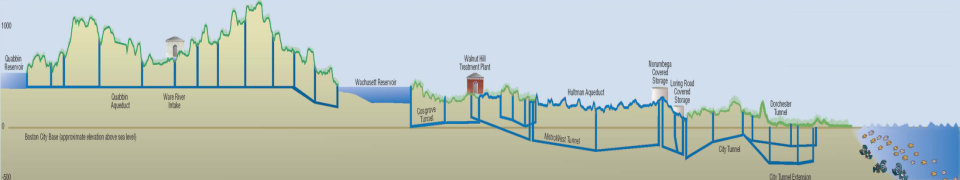 1000
Quabbin
Reservoir
Quabbin
Aqueduct
Ware River
Intake
Wachusett Reservoir
Cosgrove
Tunnel
Walnut Hill
Treatment Plant
Hultman Aqueduct
MetroWest Tunnel
Norumbega
Covered
Storage
Loring Road
Covered
Storage
City Tunnel
Dorchester
Tunnel
City Tunnel Extension
0
Boston City Base (approximate elevation above sea level)
-500